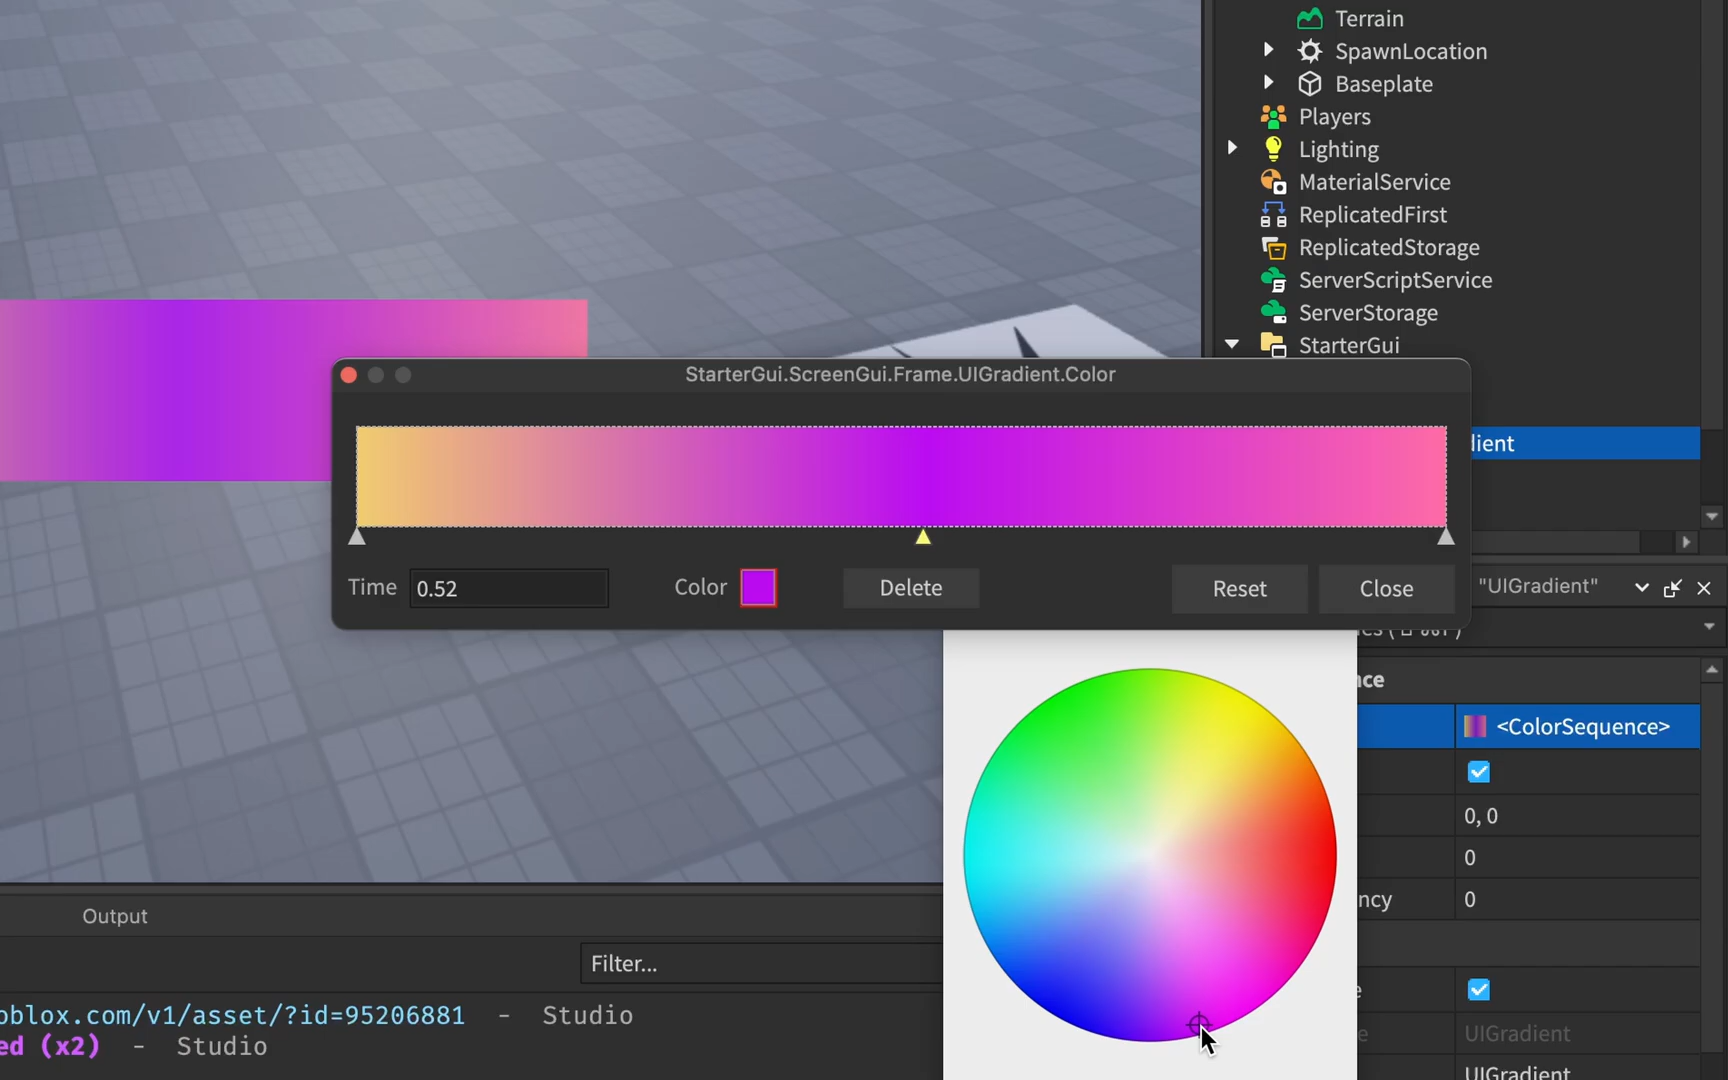 Terrain
SpawnLocation
Baseplate
Players
Lighting
MaterialService
ReplicatedFirst
ReplicatedStorage
ServerScriptService
ServerStorage
StarterGui
StarterGui.ScreenGui.Frame.UIGradient.Color
dient
Time 0.52 Color Delete Reset Close
"UIGradient"
nce
<ColorSequence>
0, 0
0
ncy 0
Output
Filter...
e
oblox.com/v1/asset/?id=95206881 - Studio
e UIGradient
ed (x2) - Studio
UIGradient